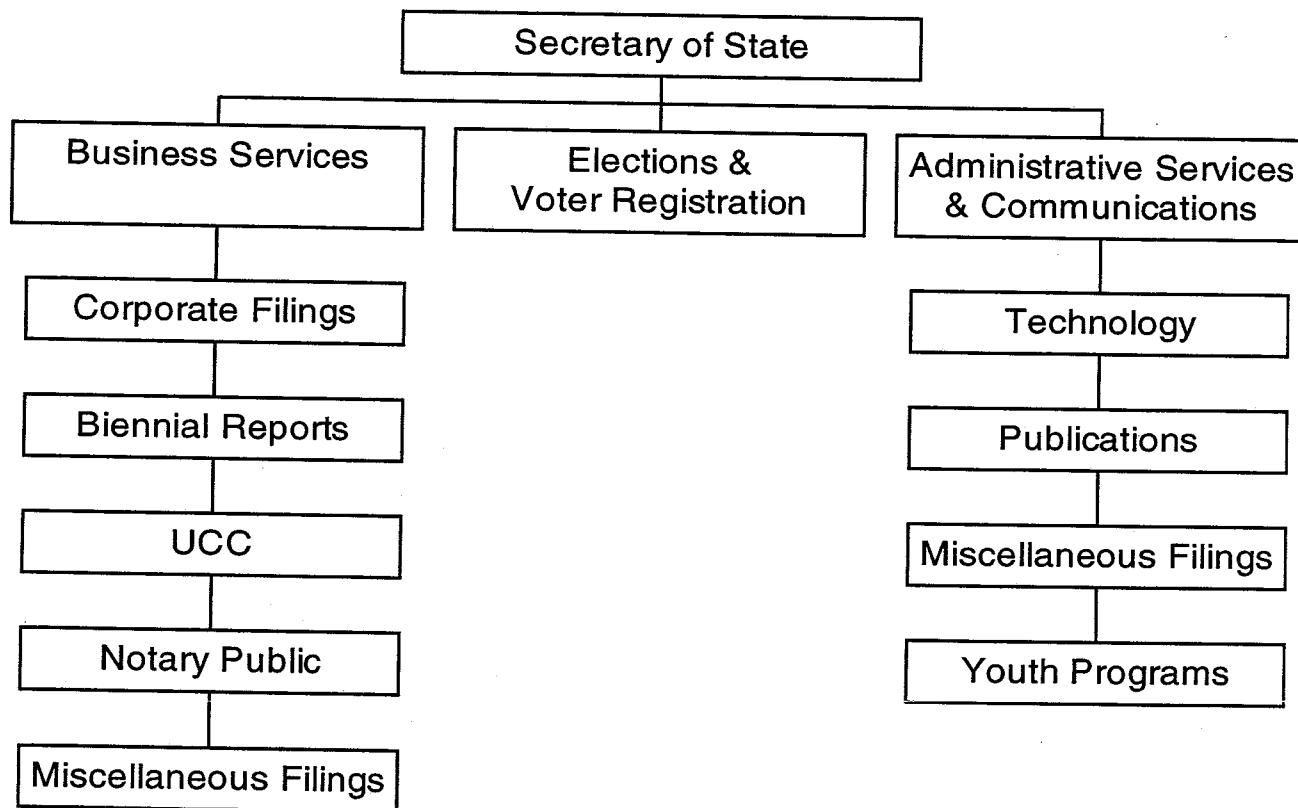 Secretary of State
Business Services
Elections &
Voter Registration
Administrative Services
& Communications
Corporate Filings
Biennial Reports
UCC
Notary Public
Miscellaneous Filings
Technology
Publications
Miscellaneous Filings
Youth Programs